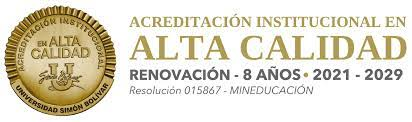 ACREDITACIÓN INSTITUCIONAL
EN ALTA
CALIDAD
U
UNIVERSIDAD SIMÓN BOLÍVAR
ACREDITACIÓN INSTITUCIONAL EN
ALTA CALIDAD
RENOVACIÓN - 8 AÑOS • 2021 - 2029
Resolución 015867 - MINEDUCACIÓN